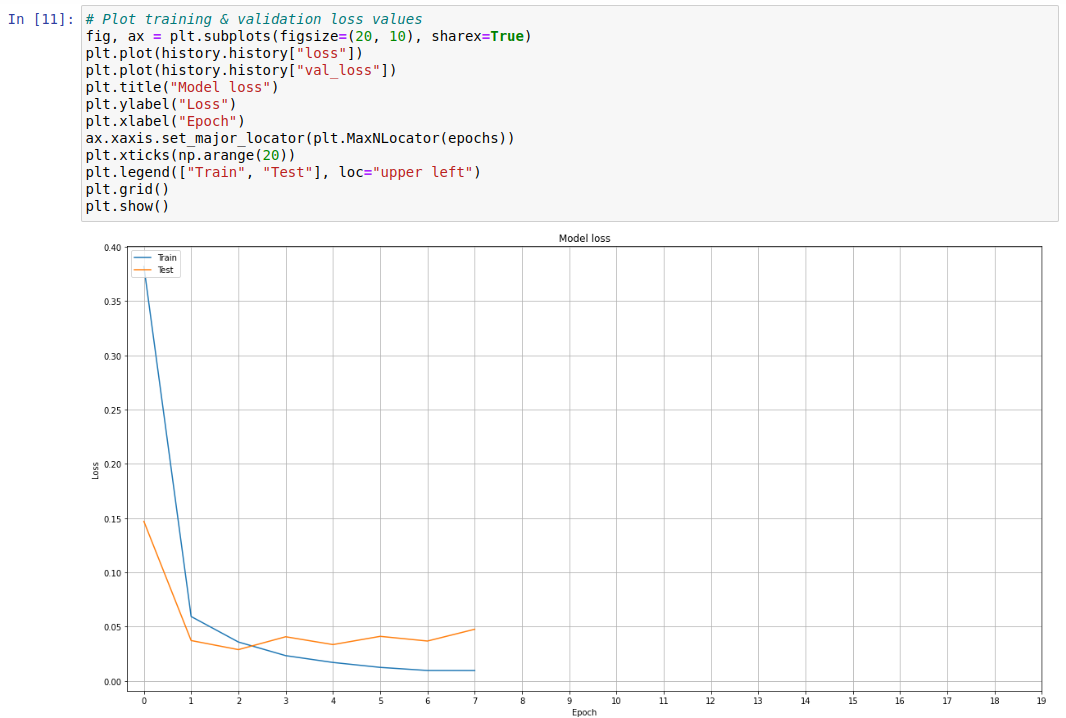 In [11]: # Plot training & validation loss values
fig, ax = plt.subplots(figsize=(20, 10), sharex=True)
plt.plot(history.history["loss"])
plt.plot(history.history["val_loss"])
plt.title("Model loss")
plt.ylabel("Loss")
plt.xlabel("Epoch")
ax.xaxis.set_major_locator(plt.MaxNLocator(epochs))
plt.xticks(np.arange(20))
plt.legend(["Train", "Test"], loc="upper left")
plt.grid()
plt.show()
Model loss
Train
Test
0.40
0.35
0.30
0.25
0.20
0.15
0.10
0.05
0.00
Loss
0 1 2 3 4 5 6 7 8 9 10 11 12 13 14 15 16 17 18 19
Epoch